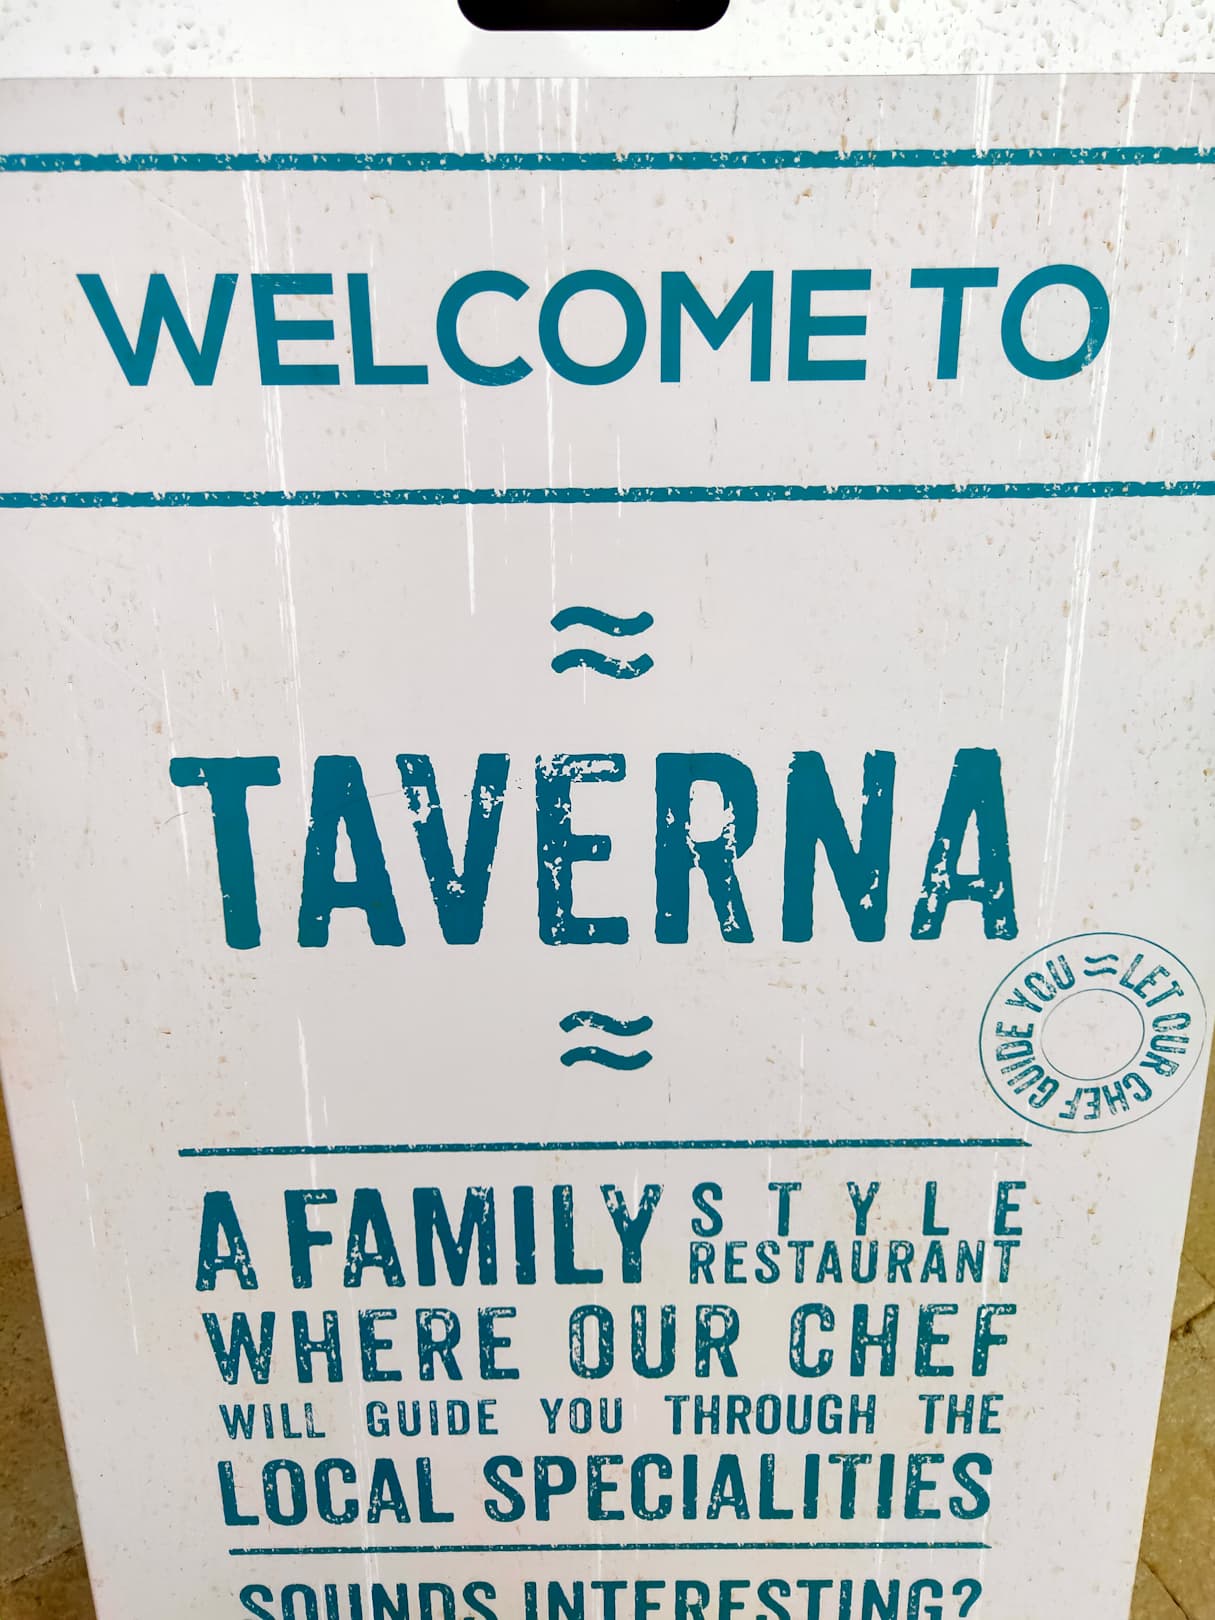 WELCOME TO
TAVERNA
LET OUR CHEF GUIDE YOU
A FAMILY STYLE
RESTAURANT
WHERE OUR CHEF
WILL GUIDE YOU THROUGH THE
LOCAL SPECIALITIES
SOUNDS INTERESTING?